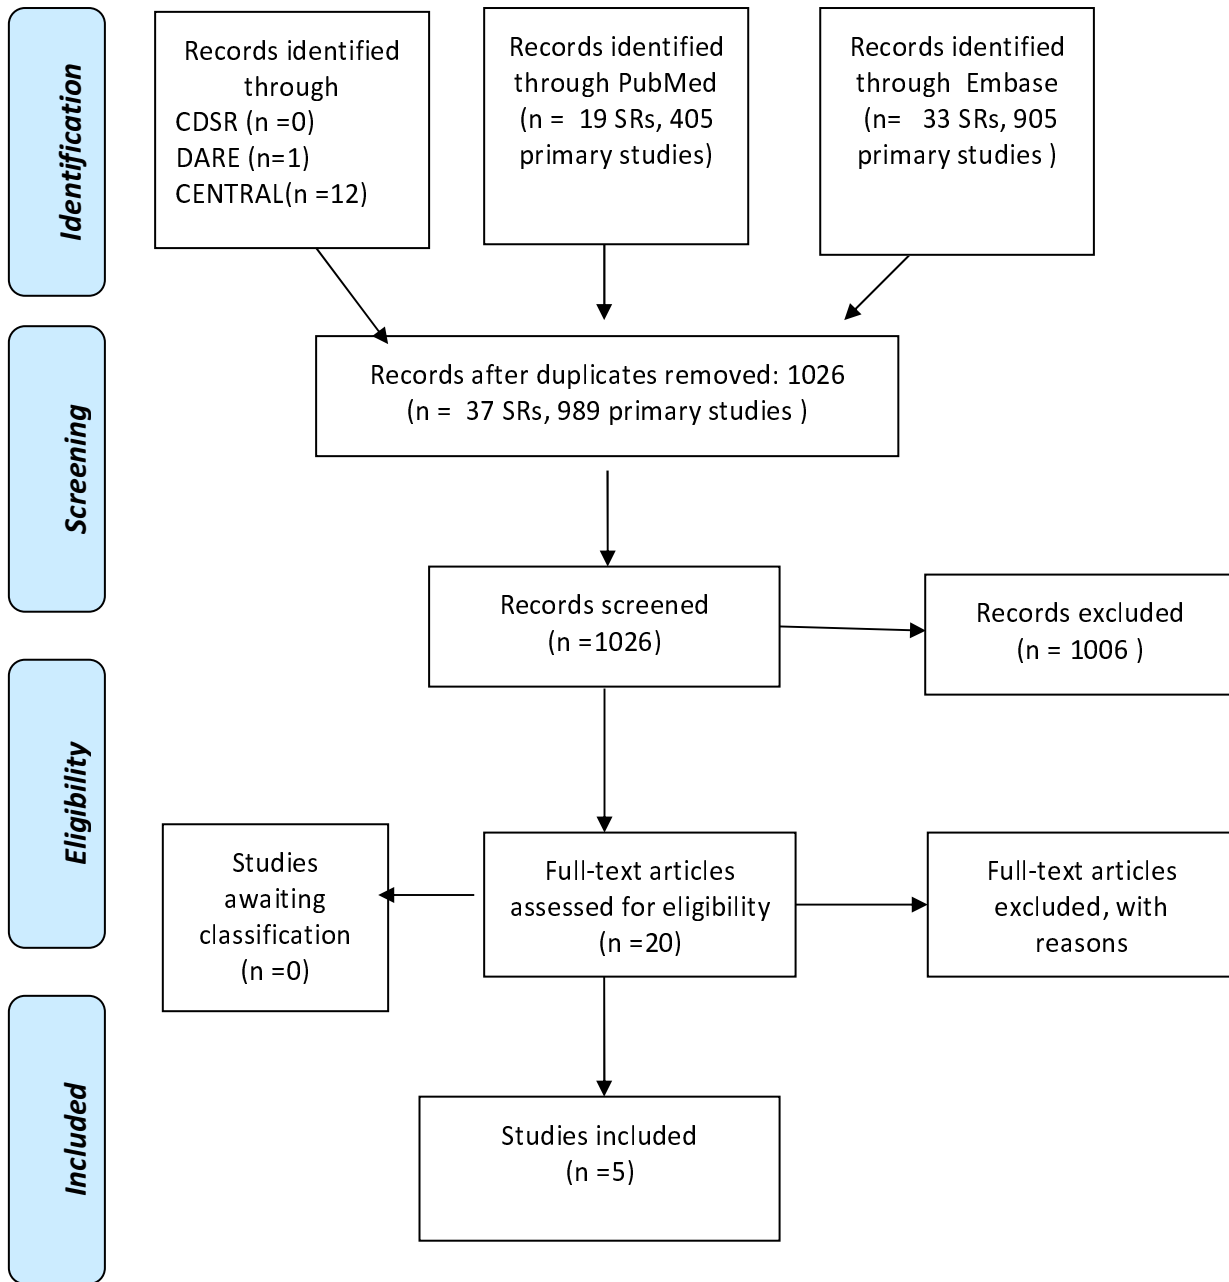 Identification
Records identified
through
CDSR (n =0)
DARE (n=1)
CENTRAL(n =12)
Records identified
through PubMed
(n = 19 SRs, 405
primary studies)
Records identified
through Embase
(n= 33 SRs, 905
primary studies )
Screening
Records after duplicates removed: 1026
(n = 37 SRs, 989 primary studies )
Records screened
(n =1026)
Records excluded
(n = 1006 )
Eligibility
Studies
awaiting
classification
(n =0)
Full-text articles
assessed for eligibility
(n =20)
Full-text articles
excluded, with
reasons
Included
Studies included
(n =5)